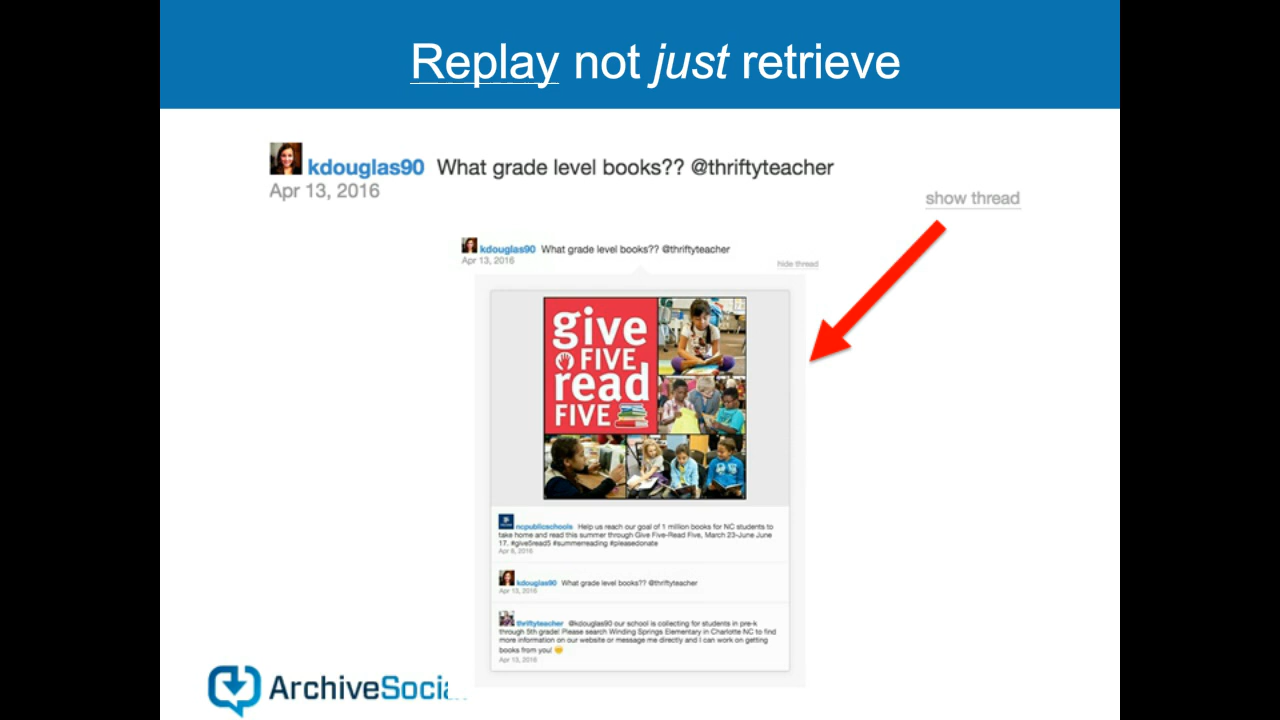 Replay not just retrieve
kdouglas90 What grade level books?? @thriftyteacher
Apr 13, 2016
show thread
kdouglas90 What grade level books?? @thriftyteacher
Apr 13, 2016
hide thread
give
FIVE
read
FIVE
ncpublicschools Help us reach our goal of 1 million books for NC students to
take home and read this summer through Give Five-Read Five, March 23-June June
17. #give5read5 #summerreading #pleasedonate
Apr 6, 2016
kdouglas90 What grade level books?? @thriftyteacher
Apr 13, 2016
thriftyteacher @kdouglas90 our school is collecting for students in pre-k
through 5th grade! Please search Winding Springs Elementary in Charlotte NC to find
more information on our website or message me directly and I can work on getting
books from you! 😊
Apr 13, 2016
ArchiveSocia